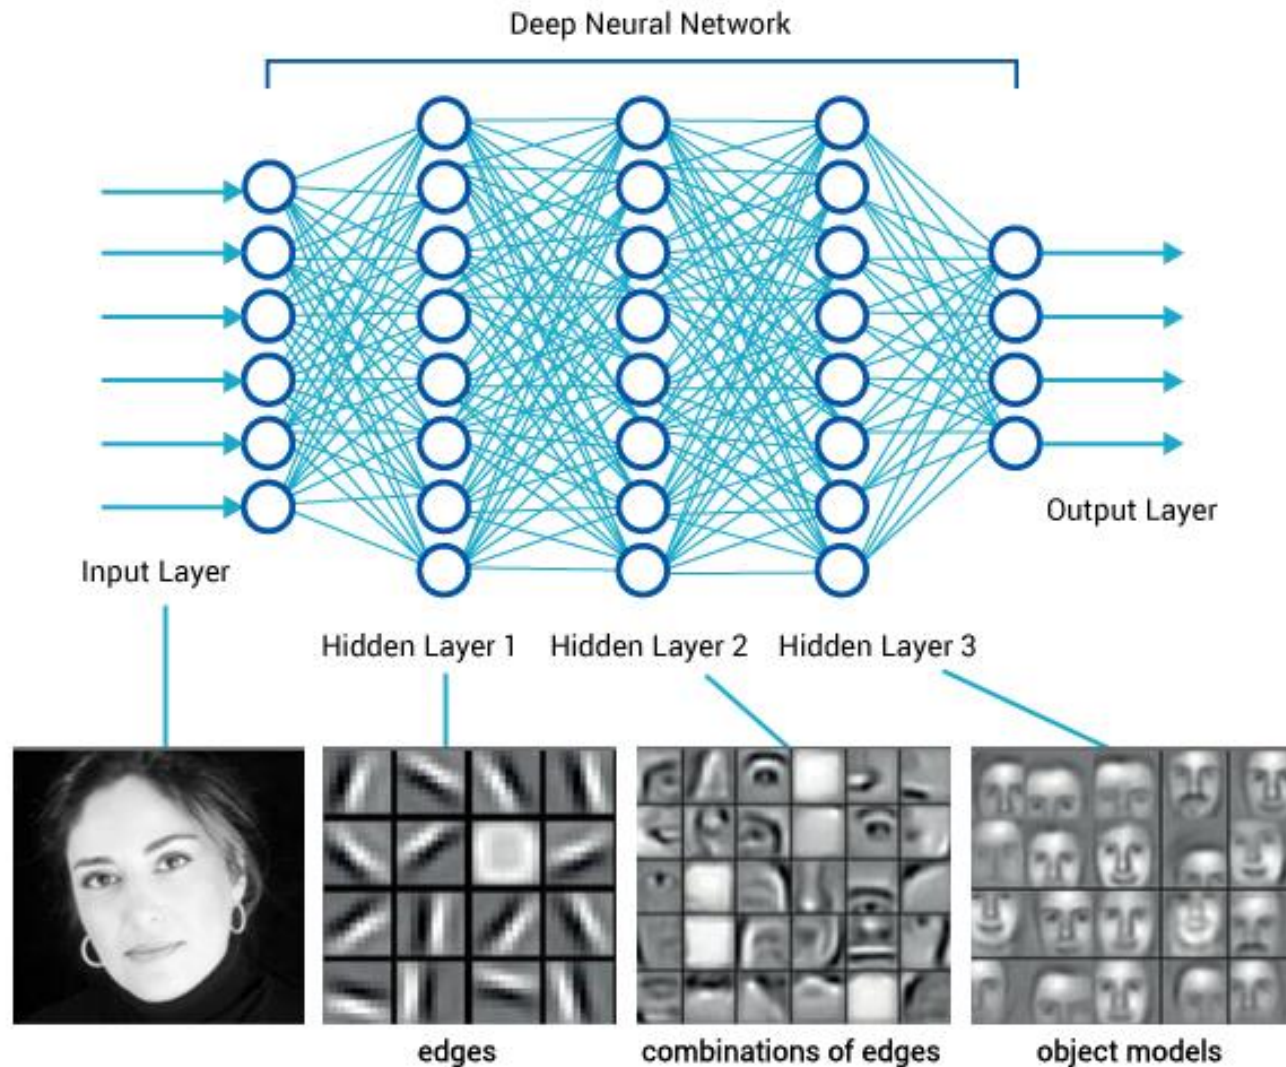 Deep Neural Network
Output Layer
Input Layer
Hidden Layer 1
Hidden Layer 2
Hidden Layer 3
edges
combinations of edges
object models